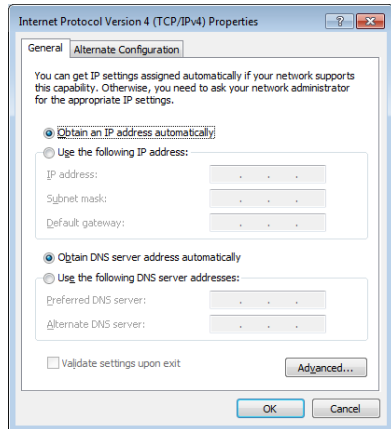 Internet Protocol Version 4 (TCP/IPv4) Properties
General
Alternate Configuration
You can get IP settings assigned automatically if your network supports
this capability. Otherwise, you need to ask your network administrator
for the appropriate IP settings.
Obtain an IP address automatically
Use the following IP address:
IP address:
Subnet mask:
Default gateway:
Obtain DNS server address automatically
Use the following DNS server addresses:
Preferred DNS server:
Alternate DNS server:
Validate settings upon exit
Advanced...
OK
Cancel